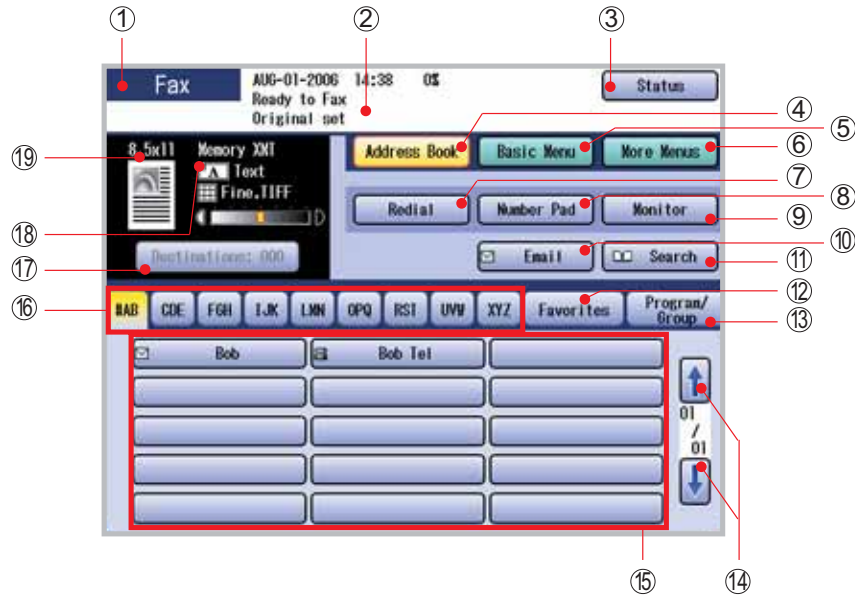 ① ② ③
Fax
AUG-01-2006 14:38 0%
Ready to Fax
Original set
Status
④ ⑤
⑲ 8.5x11 Memory XMT
Address Book Basic Menu More Menus ⑥
A Text
Fine.TIFF
⑦ ⑧
Redial Number Pad Monitor ⑨
⑱
⑩
⑰ Destinations: 000
Email Search ⑪
⑯ #AB CDE FGH IJK LMN OPQ RST UVW XYZ Favorites Program/
Group
⑫
⑬
Bob Bob Tel
01
/
01
⑮ ⑭